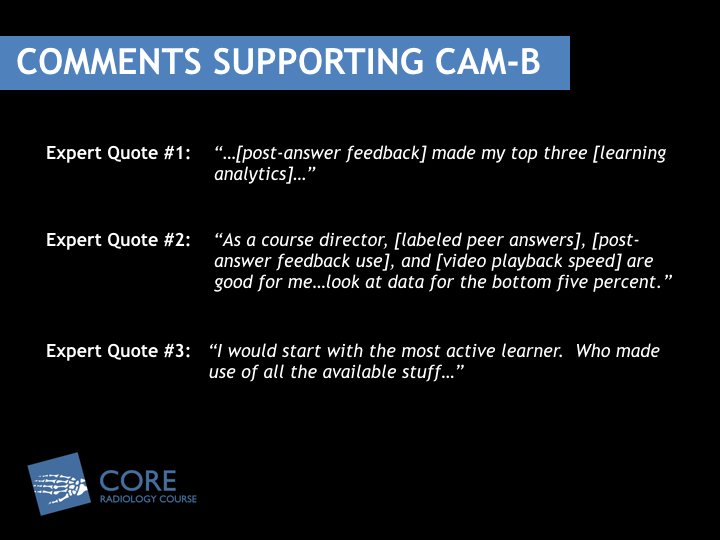 COMMENTS SUPPORTING CAM-B
Expert Quote #1: “…[post-answer feedback] made my top three [learning
analytics]…”
Expert Quote #2: “As a course director, [labeled peer answers], [post-
answer feedback use], and [video playback speed] are
good for me…look at data for the bottom five percent.”
Expert Quote #3: “I would start with the most active learner.  Who made
use of all the available stuff…”
CORE
RADIOLOGY COURSE